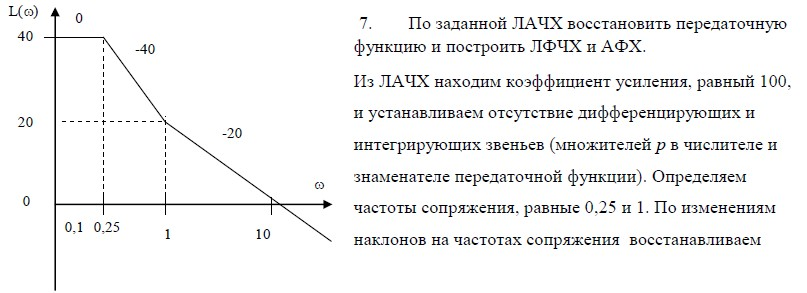 L(ω)
0
40
-40
20
-20
ω
0
0,1 0,25
1
10
7. По заданной ЛАЧХ восстановить передаточную
функцию и построить ЛФЧХ и АФХ.
Из ЛАЧХ находим коэффициент усиления, равный 100,
и устанавливаем отсутствие дифференцирующих и
интегрирующих звеньев (множителей p в числителе и
знаменателе передаточной функции). Определяем
частоты сопряжения, равные 0,25 и 1. По изменениям
наклонов на частотах сопряжения восстанавливаем